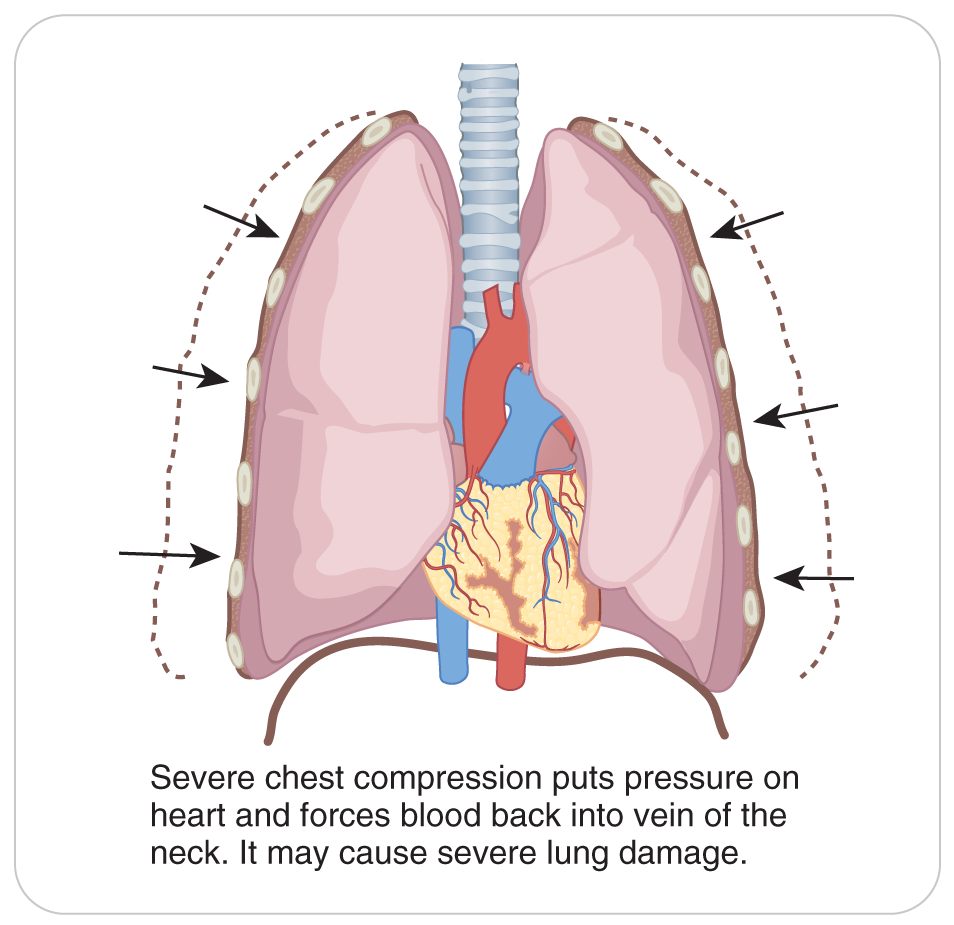 Severe chest compression puts pressure on
heart and forces blood back into vein of the
neck. It may cause severe lung damage.